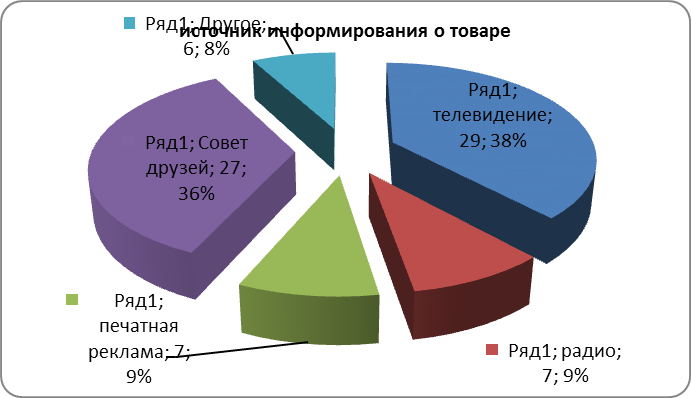 источник информирования о товаре
Ряд1; Другое;
6; 8%
Ряд1;
телевидение;
29; 38%
Ряд1; Совет
друзей; 27;
36%
Ряд1;
печатная
реклама; 7;
9%
Ряд1; радио;
7; 9%